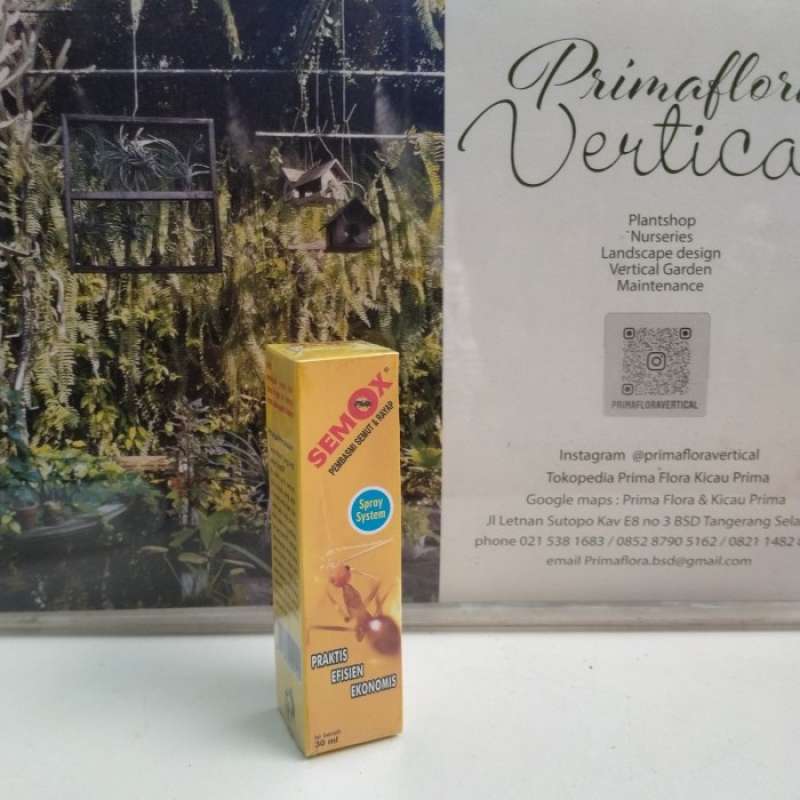 Primaflora
Vertica
Plantshop
Nurseries
Landscape design
Vertical Garden
Maintenance
PRIMAFLORAVERTICAL
Instagram @primafloravertical
Tokopedia Prima Flora Kicau Prima
Google maps : Prima Flora & Kicau Prima
Jl Letnan Sutopo Kav E8 no 3 BSD Tangerang Sela
phone 021 538 1683 / 0852 8790 5162 / 0821 1482
email Primaflora.bsd@gmail.com
SEMOX®
PEMBASMI SEMUT & RAYAP
Spray
System
PRAKTIS
EFISIEN
EKONOMIS
Isi bersih
30 ml